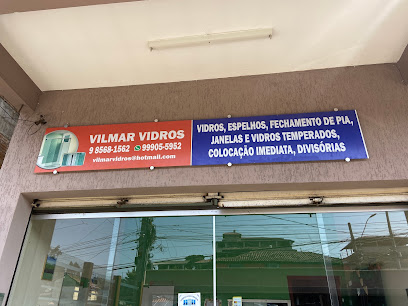 VILMAR VIDROS
9 8568-1562 99905-5952
vilmarvidros@hotmail.com
VIDROS, ESPELHOS, FECHAMENTO DE PIA,
JANELAS E VIDROS TEMPERADOS,
COLOCAÇÃO IMEDIATA, DIVISÓRIAS